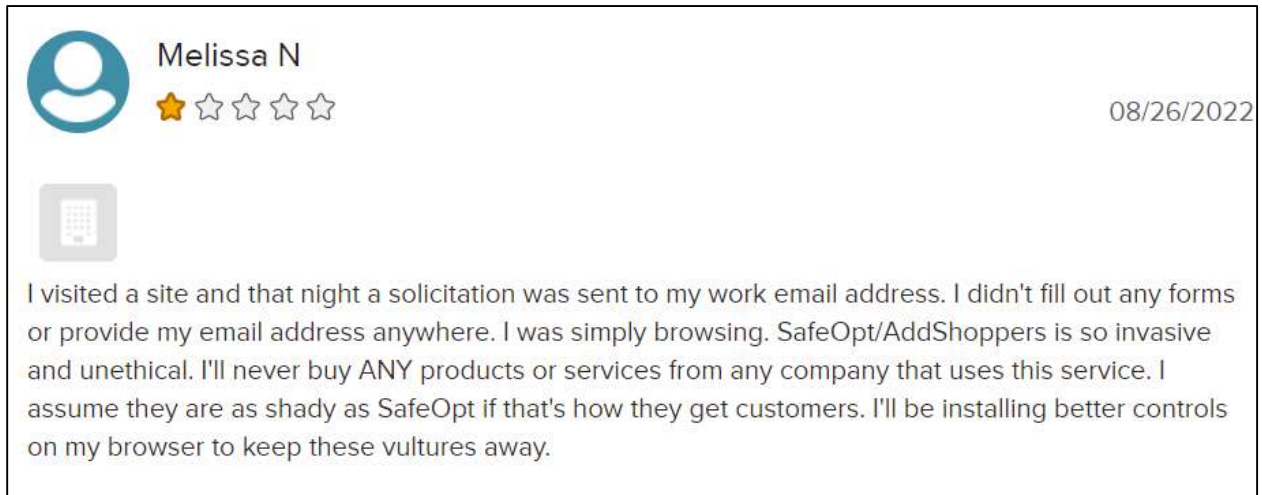 Melissa N
08/26/2022
I visited a site and that night a solicitation was sent to my work email address. I didn't fill out any forms
or provide my email address anywhere. I was simply browsing. SafeOpt/AddShoppers is so invasive
and unethical. I'll never buy ANY products or services from any company that uses this service. I
assume they are as shady as SafeOpt if that's how they get customers. I'll be installing better controls
on my browser to keep these vultures away.